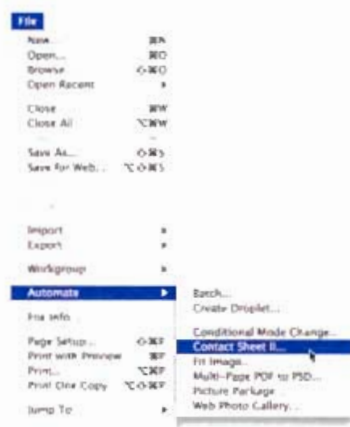 File
New... ⌘N
Open... ⌘O
Browse ⇧⌘O
Open Recent
Close ⌘W
Close All ⌥⌘W
Save As... ⇧⌘S
Save for Web... ⌥⇧⌘S
Import
Export
Workgroup
Automate
File Info...
Page Setup... ⇧⌘P
Print with Preview ⌘P
Print... ⌥⌘P
Print One Copy ⌥⇧⌘P
Jump To
Batch...
Create Droplet...
Conditional Mode Change...
Contact Sheet II...
Fit Image...
Multi-Page PDF to PSD...
Picture Package...
Web Photo Gallery...